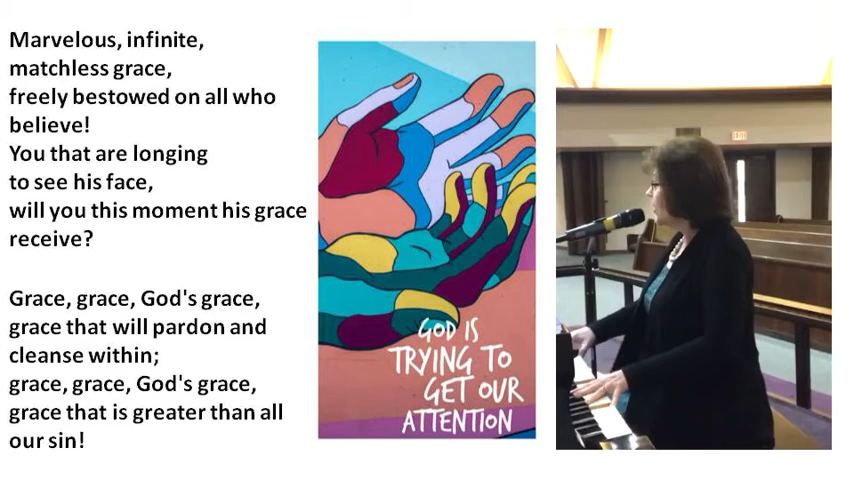 Marvelous, infinite,
matchless grace,
freely bestowed on all who
believe!
You that are longing
to see his face,
will you this moment his grace
receive?
Grace, grace, God's grace,
grace that will pardon and
cleanse within;
grace, grace, God's grace,
grace that is greater than all
our sin!
GOD IS
TRYING TO
GET OUR
ATTENTION